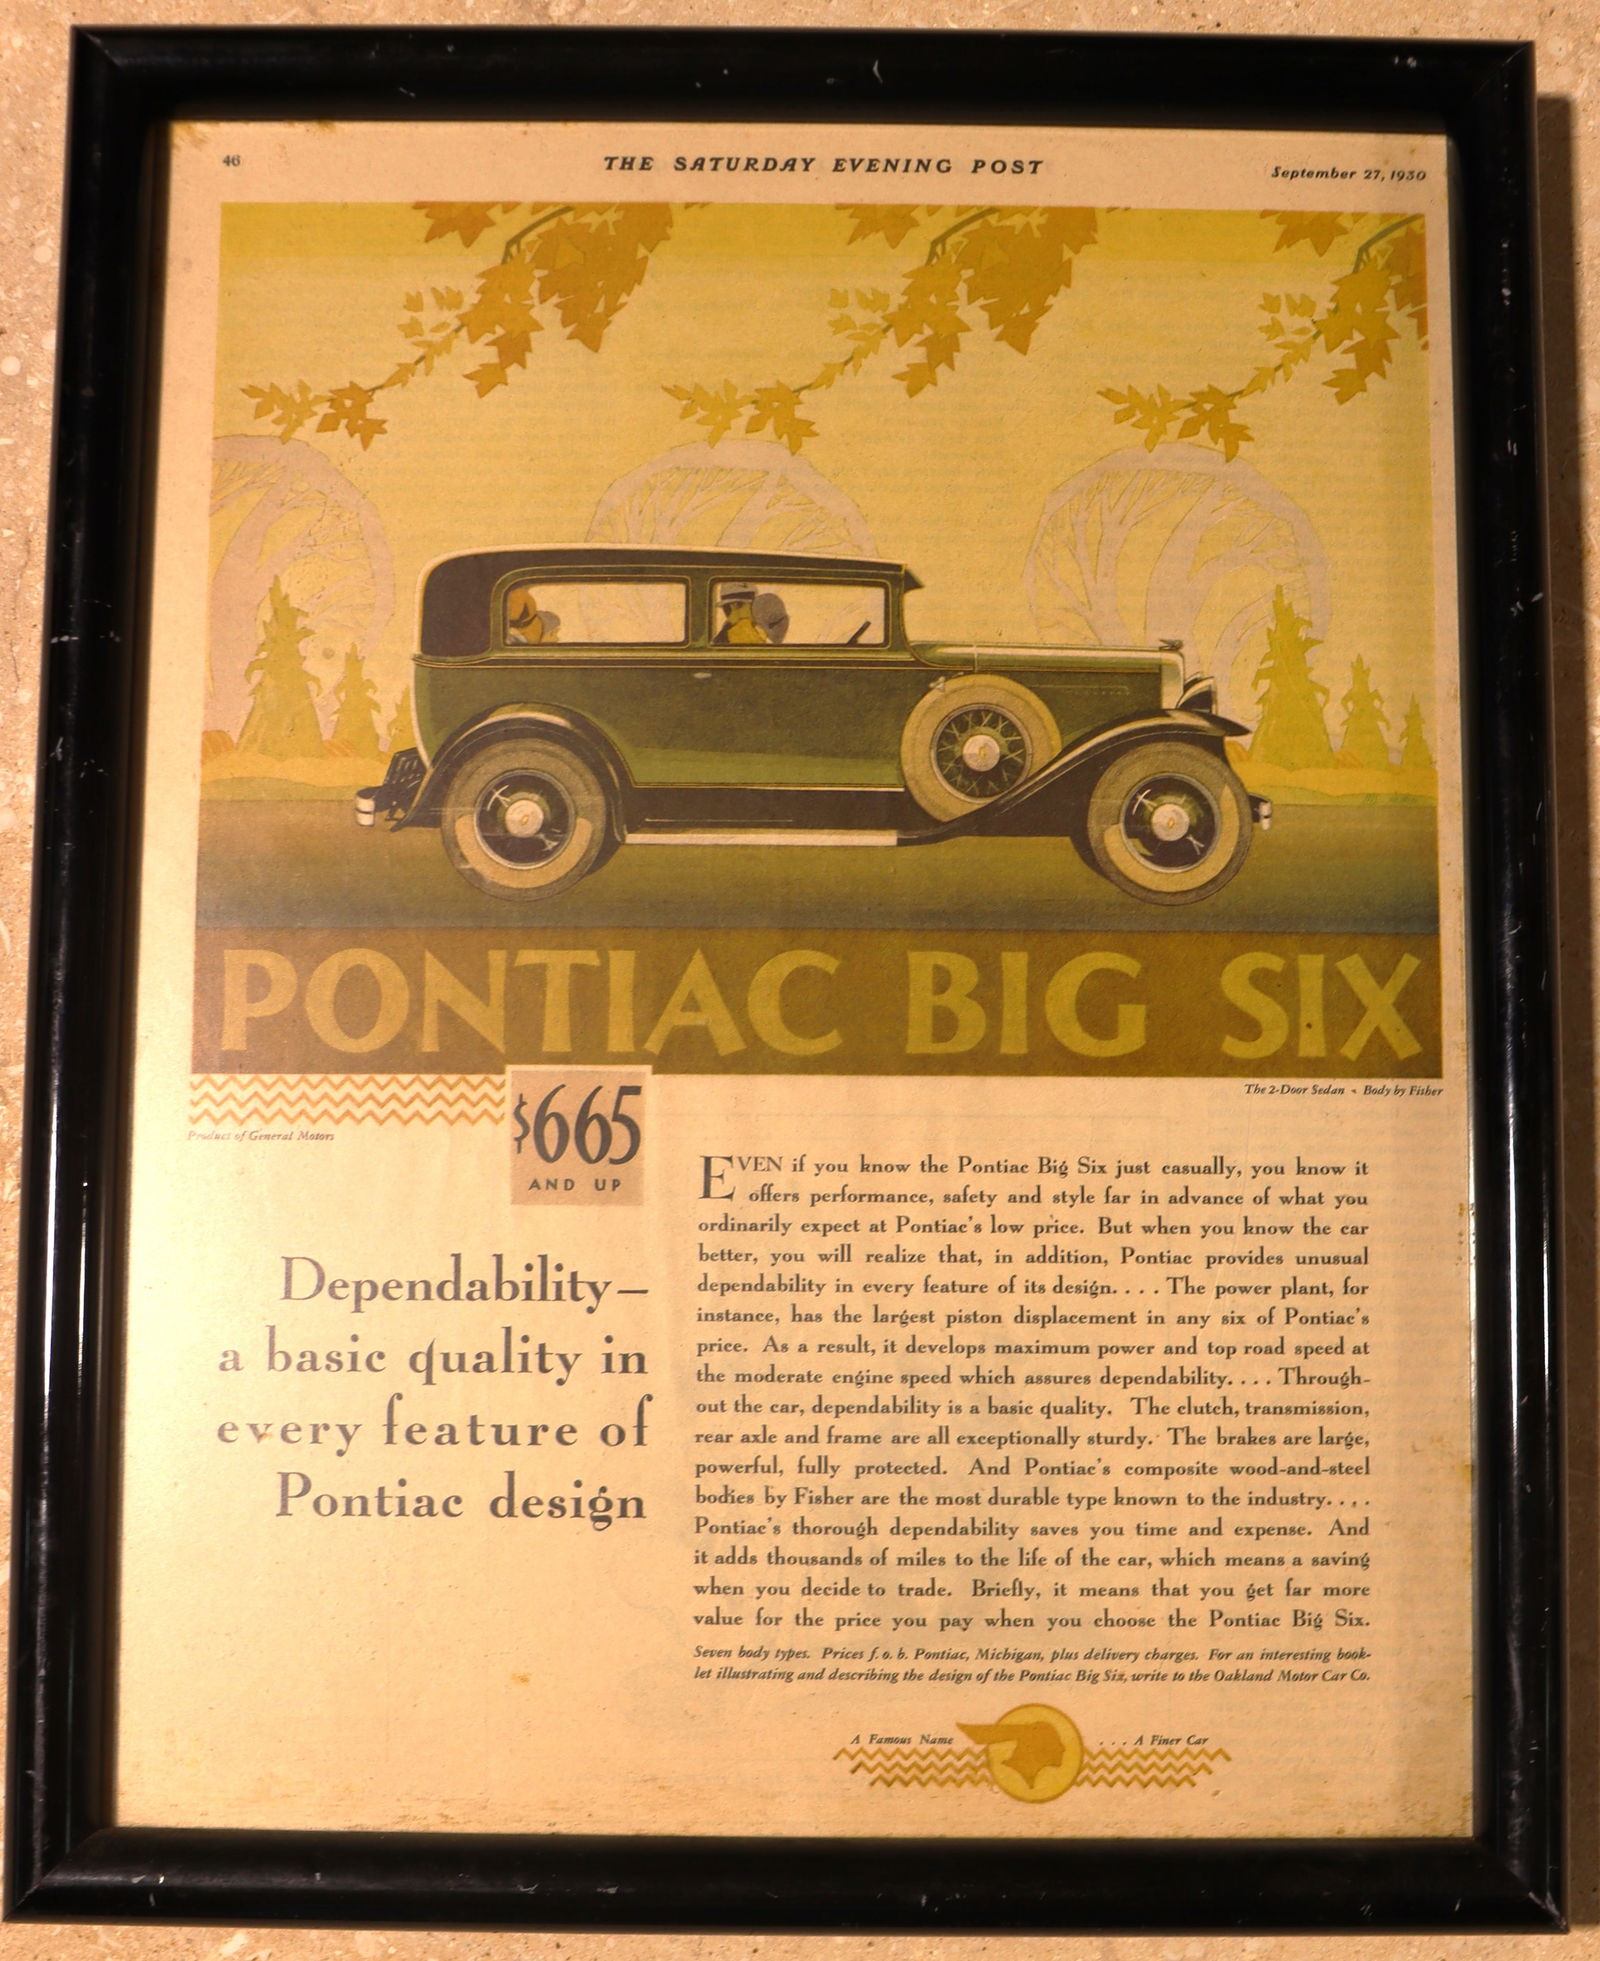 46
THE SATURDAY EVENING POST
September 27, 1930
PONTIAC BIG SIX
The 2-Door Sedan - Body by Fisher
Product of General Motors
$665
AND UP
Dependability—
a basic quality in
every feature of
Pontiac design
EVEN if you know the Pontiac Big Six just casually, you know it
offers performance, safety and style far in advance of what you
ordinarily expect at Pontiac's low price. But when you know the car
better, you will realize that, in addition, Pontiac provides unusual
dependability in every feature of its design. . . . The power plant, for
instance, has the largest piston displacement in any six of Pontiac's
price. As a result, it develops maximum power and top road speed at
the moderate engine speed which assures dependability. . . . Through-
out the car, dependability is a basic quality. The clutch, transmission,
rear axle and frame are all exceptionally sturdy. The brakes are large,
powerful, fully protected. And Pontiac's composite wood-and-steel
bodies by Fisher are the most durable type known to the industry. . . .
Pontiac's thorough dependability saves you time and expense. And
it adds thousands of miles to the life of the car, which means a saving
when you decide to trade. Briefly, it means that you get far more
value for the price you pay when you choose the Pontiac Big Six.
Seven body types. Prices f. o. b. Pontiac, Michigan, plus delivery charges. For an interesting book-
let illustrating and describing the design of the Pontiac Big Six, write to the Oakland Motor Car Co.
A Famous Name . . . A Finer Car